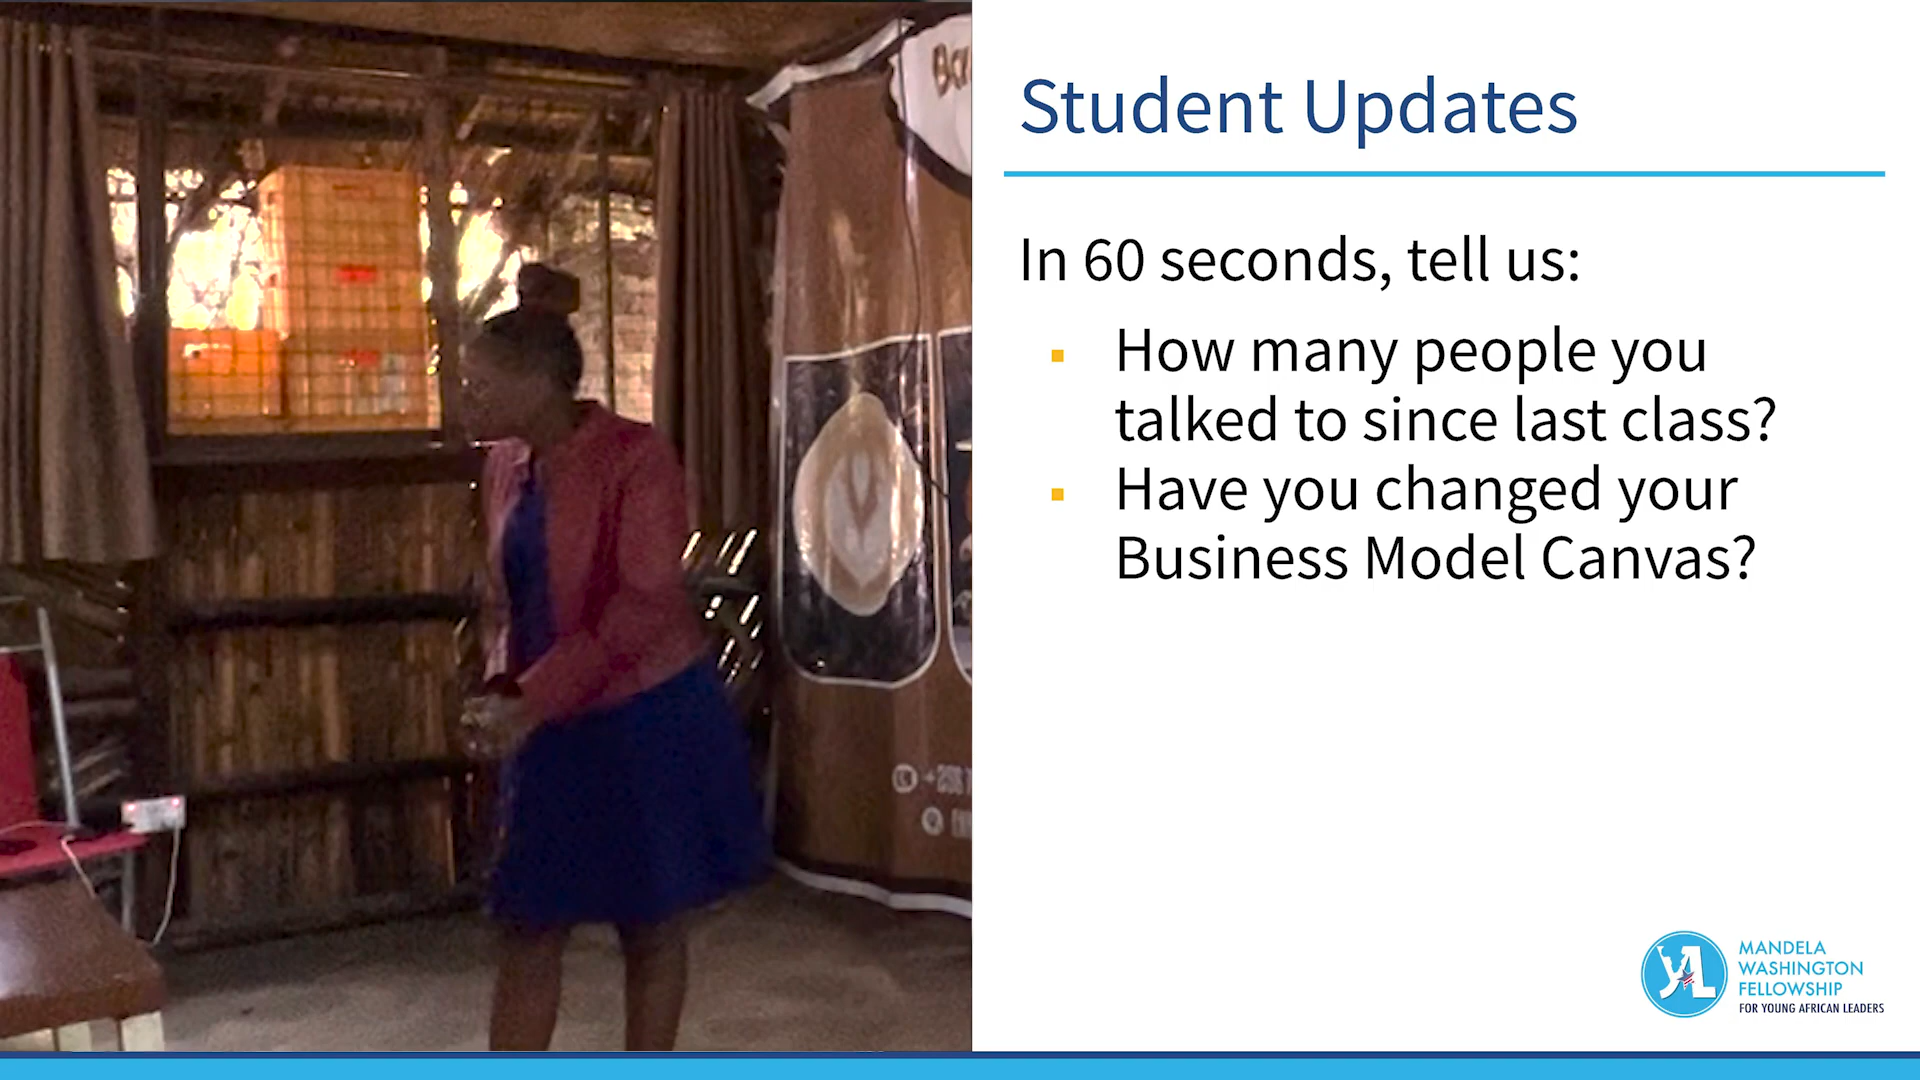 Student Updates
In 60 seconds, tell us:
How many people you
talked to since last class?
Have you changed your
Business Model Canvas?
MANDELA
WASHINGTON
FELLOWSHIP
FOR YOUNG AFRICAN LEADERS